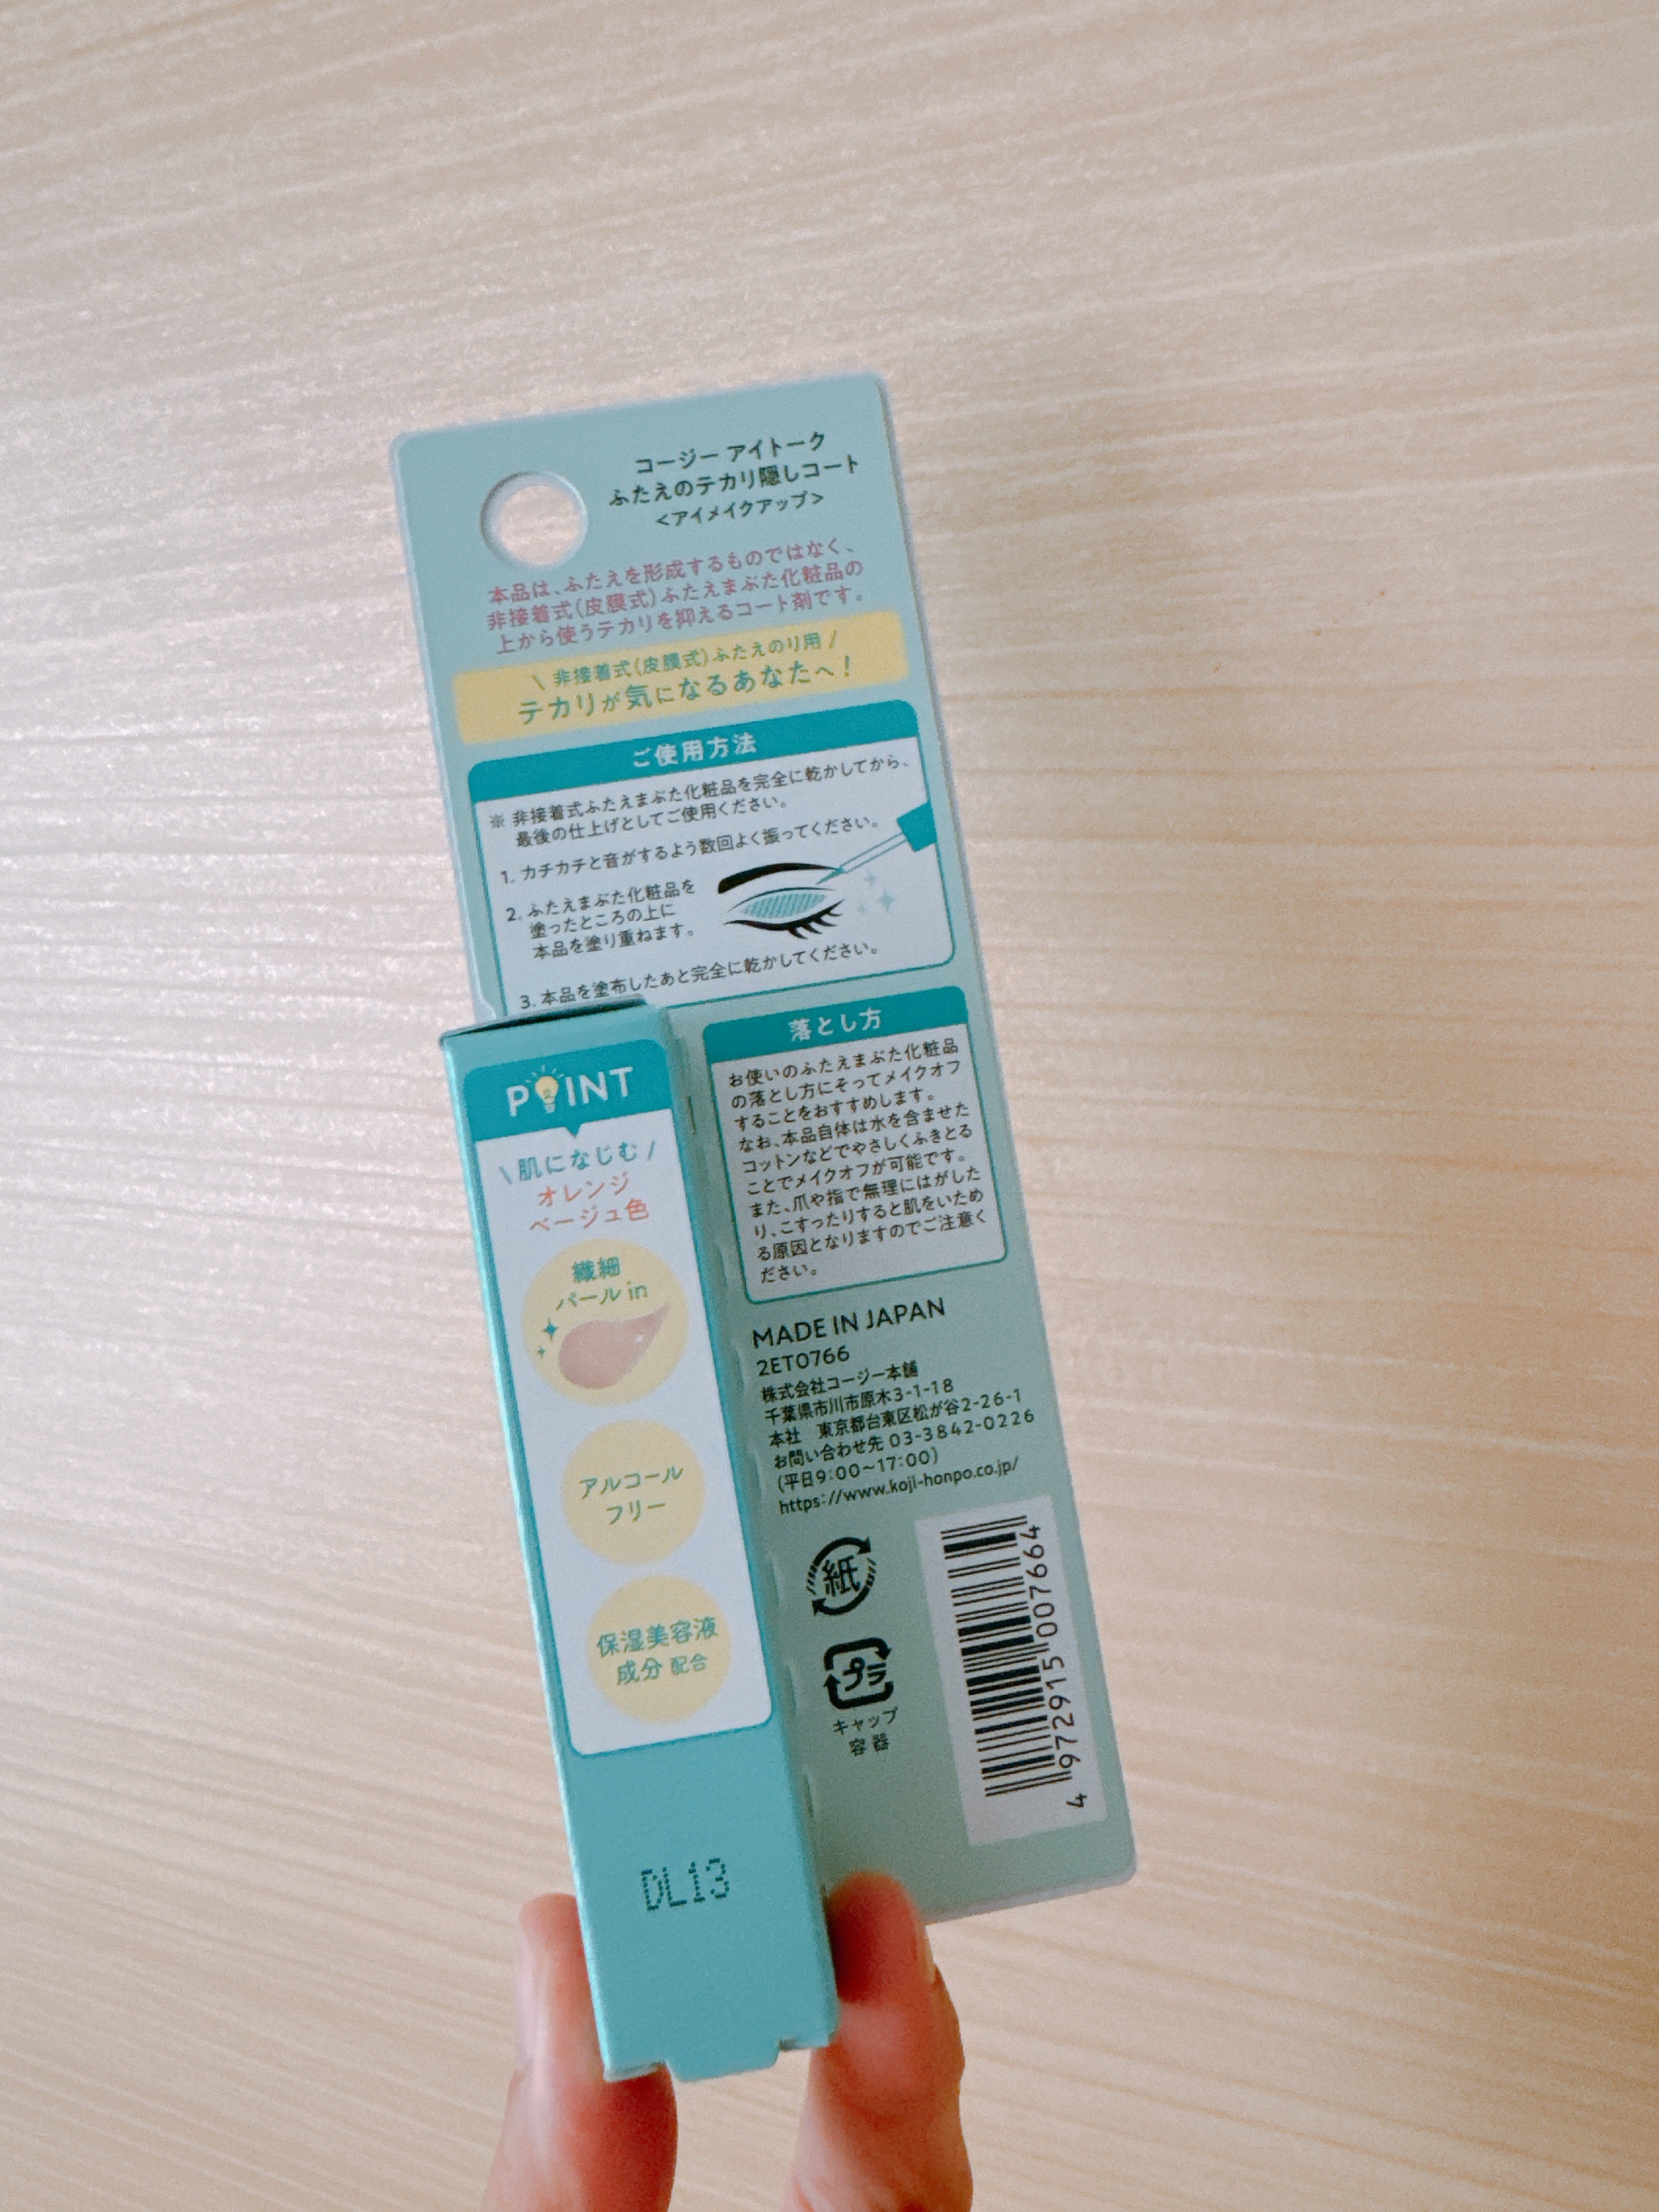 コージー アイトーク
ふたえのテカリ隠しコート
<アイメイクアップ>
本品は、ふたえを形成するものではなく、
非接着式(皮膜式)ふたえまぶた化粧品の
上から使うテカリを抑えるコート剤です。
\ 非接着式(皮膜式)ふたえのり用 /
テカリが気になるあなたへ!
ご使用方法
※ 非接着式ふたえまぶた化粧品を完全に乾かしてから、
最後の仕上げとしてご使用ください。
1. カチカチと音がするよう数回よく振ってください。
2. ふたえまぶた化粧品を
塗ったところの上に
本品を塗り重ねます。
3. 本品を塗布したあと完全に乾かしてください。
POINT
\ 肌になじむ /
オレンジ
ベージュ色
繊細
パール in
アルコール
フリー
保湿美容液
成分 配合
DL13
落とし方
お使いのふたえまぶた化粧品
の落とし方にそってメイクオフ
することをおすすめします。
なお、本品自体は水を含ませた
コットンなどでやさしくふきとる
ことでメイクオフが可能です。
また、爪や指で無理にはがした
り、こすったりすると肌をいため
る原因となりますのでご注意く
ださい。
MADE IN JAPAN
2ET0766
株式会社コージー本舗
千葉県市川市原木3-1-18
本社 東京都台東区松が谷2-26-1
お問い合わせ先 03-3842-0226
(平日9:00~17:00)
https://www.koji-honpo.co.jp/
紙
プラ
キャップ
容器
4 972915 007664